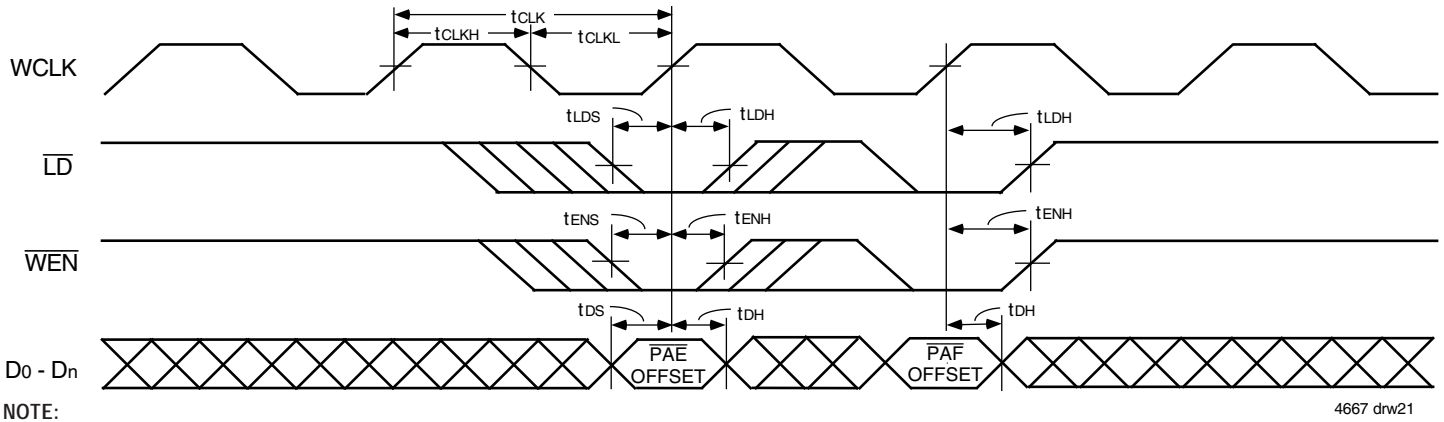 tCLK
tCLKH
tCLKL
WCLK
tLDS
tLDH
tLDH
LD
tENS
tENH
tENH
WEN
tDS
tDH
tDH
D0 - Dn
PAE
OFFSET
PAF
OFFSET
NOTE:
4667 drw21